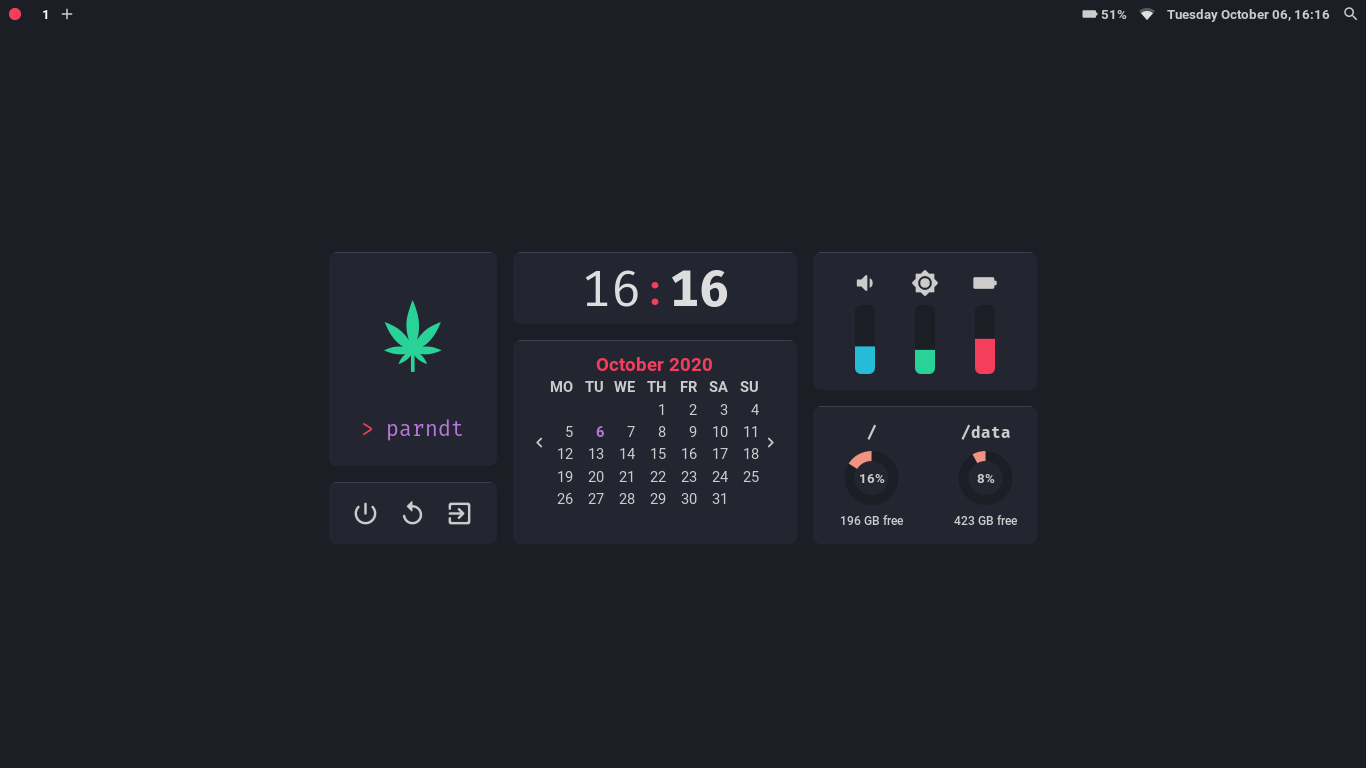 1 +
51% Tuesday October 06, 16:16
> parndt
16:16
October 2020
MO TU WE TH FR SA SU
1 2 3 4
5 6 7 8 9 10 11
12 13 14 15 16 17 18
19 20 21 22 23 24 25
26 27 28 29 30 31
/ /data
16% 8%
196 GB free 423 GB free